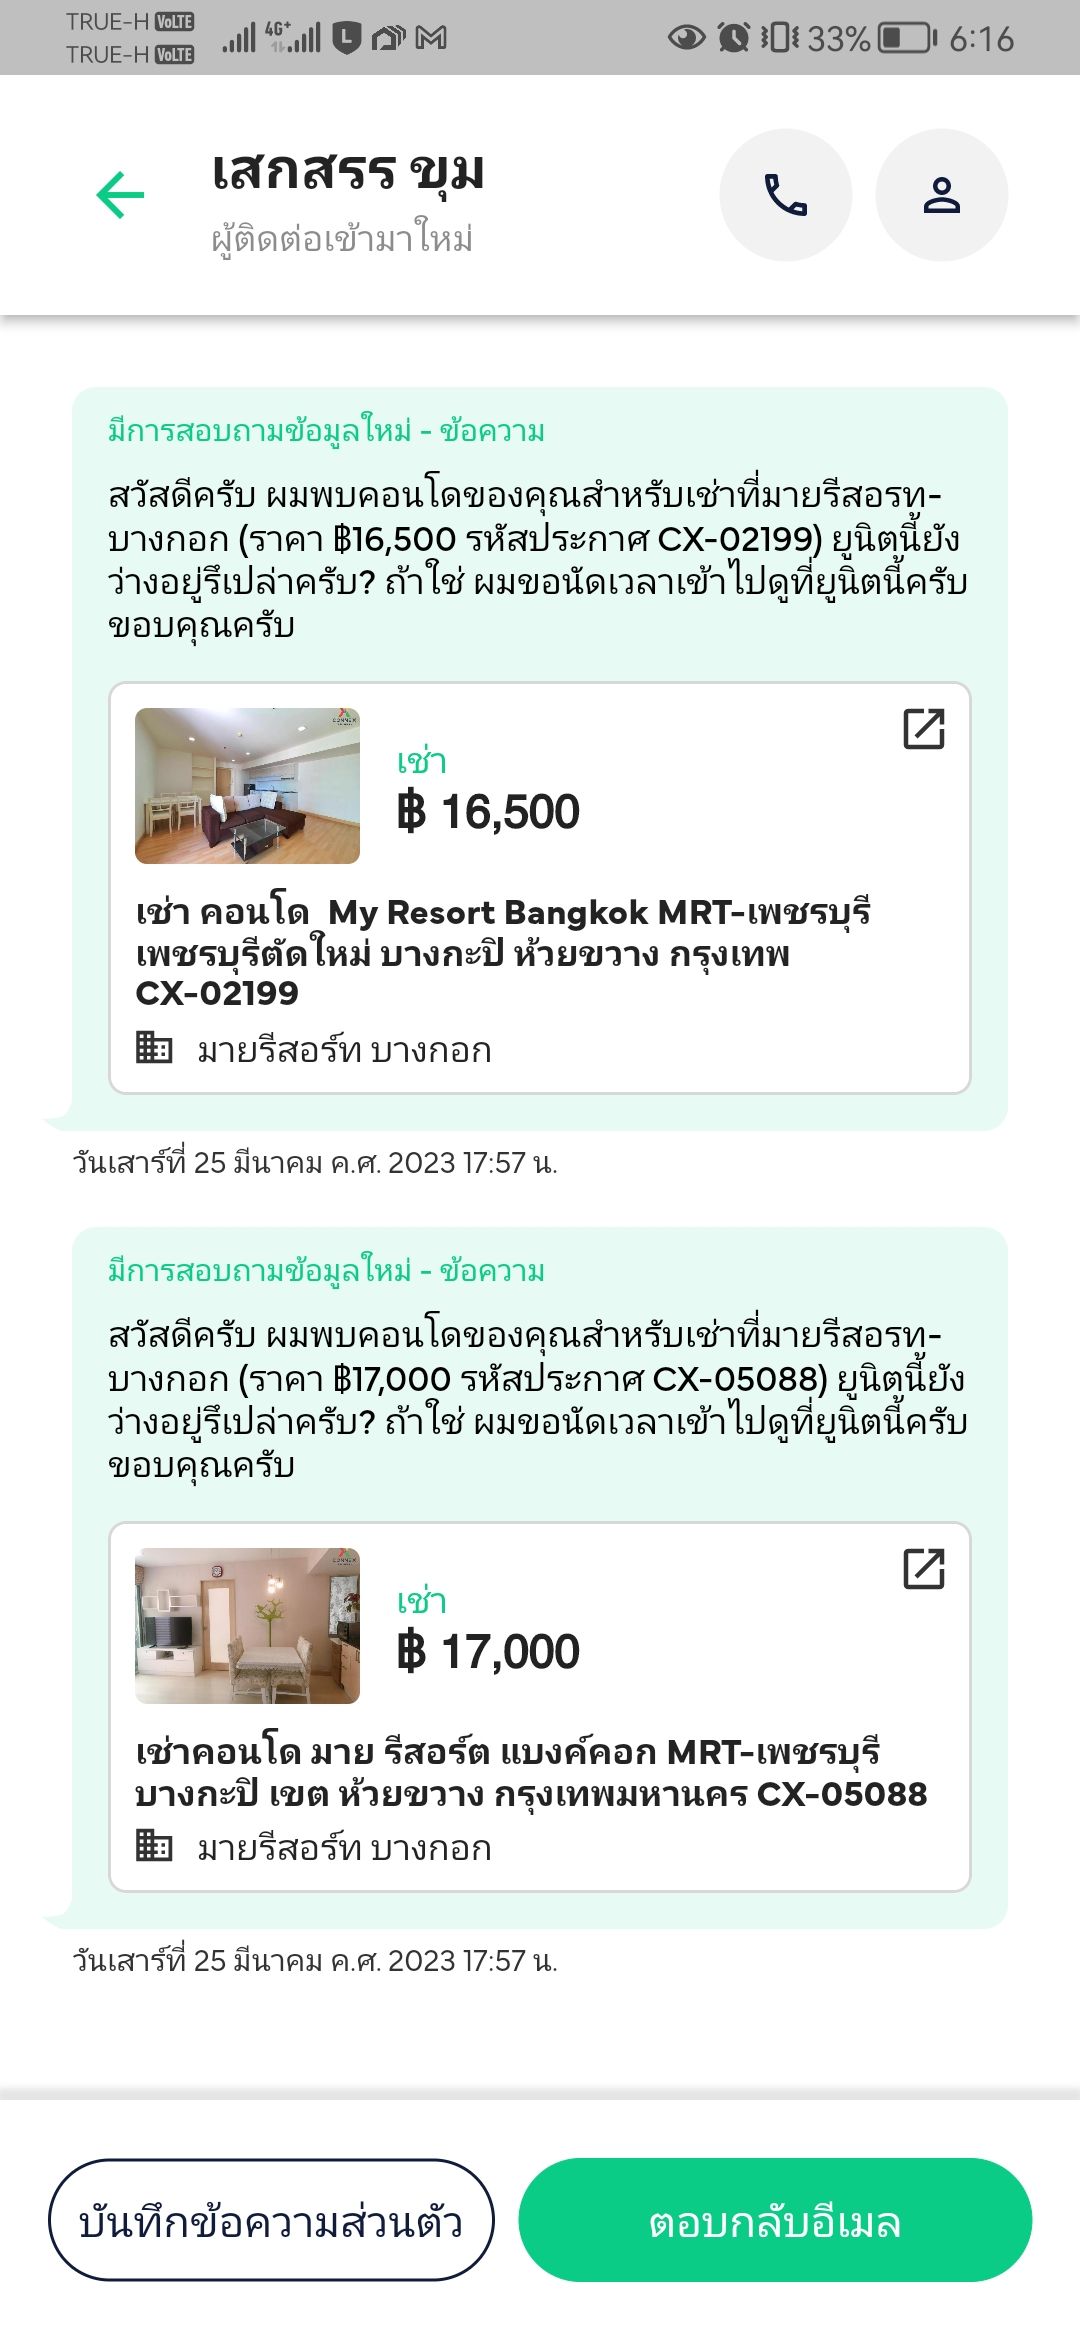 TRUE-H VoLTE
TRUE-H VoLTE
4G+
33%
6:16
เสกสรร ขุม
ผู้ติดต่อเข้ามาใหม่
มีการสอบถามข้อมูลใหม่ - ข้อความ
สวัสดีครับ ผมพบคอนโดของคุณสำหรับเช่าที่มายรีสอรท-
บางกอก (ราคา ฿16,500 รหัสประกาศ CX-02199) ยูนิตนี้ยัง
ว่างอยู่รึเปล่าครับ? ถ้าใช่ ผมขอนัดเวลาเข้าไปดูที่ยูนิตนี้ครับ
ขอบคุณครับ
CONNEX
เช่า
฿ 16,500
เช่า คอนโด  My Resort Bangkok MRT-เพชรบุรี
เพชรบุรีตัดใหม่ บางกะปิ ห้วยขวาง กรุงเทพ
CX-02199
มายรีสอร์ท บางกอก
วันเสาร์ที่ 25 มีนาคม ค.ศ. 2023 17:57 น.
มีการสอบถามข้อมูลใหม่ - ข้อความ
สวัสดีครับ ผมพบคอนโดของคุณสำหรับเช่าที่มายรีสอรท-
บางกอก (ราคา ฿17,000 รหัสประกาศ CX-05088) ยูนิตนี้ยัง
ว่างอยู่รึเปล่าครับ? ถ้าใช่ ผมขอนัดเวลาเข้าไปดูที่ยูนิตนี้ครับ
ขอบคุณครับ
CONNEX
เช่า
฿ 17,000
เช่าคอนโด มาย รีสอร์ต แบงค์คอก MRT-เพชรบุรี
บางกะปิ เขต ห้วยขวาง กรุงเทพมหานคร CX-05088
มายรีสอร์ท บางกอก
วันเสาร์ที่ 25 มีนาคม ค.ศ. 2023 17:57 น.
บันทึกข้อความส่วนตัว
ตอบกลับอีเมล